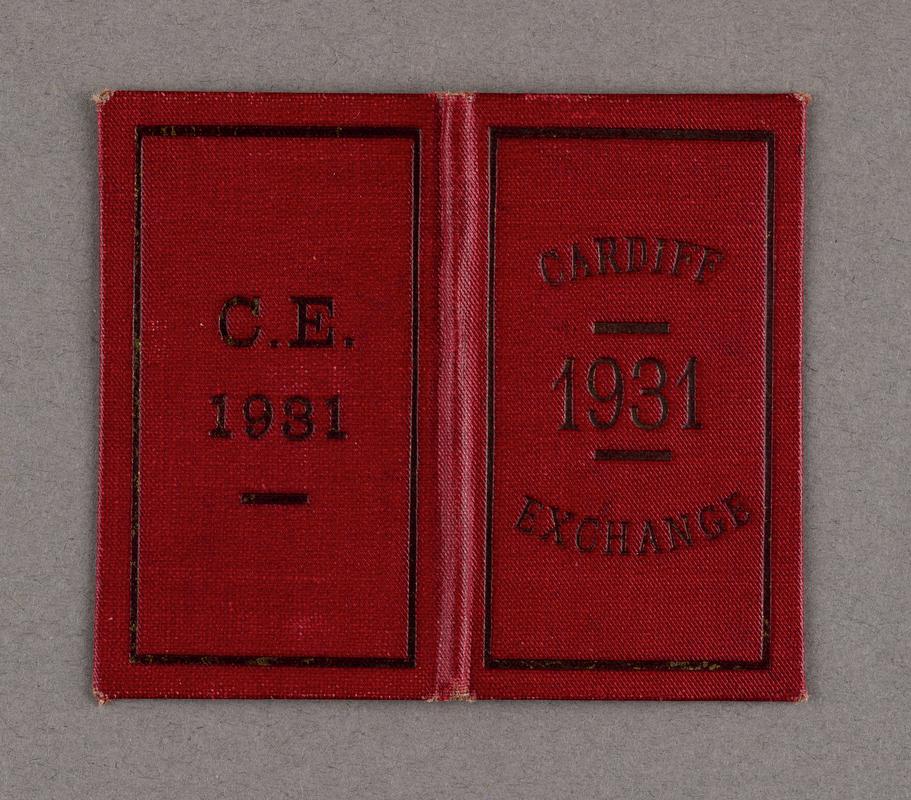 C.E.
1931
CARDIFF
1931
EXCHANGE